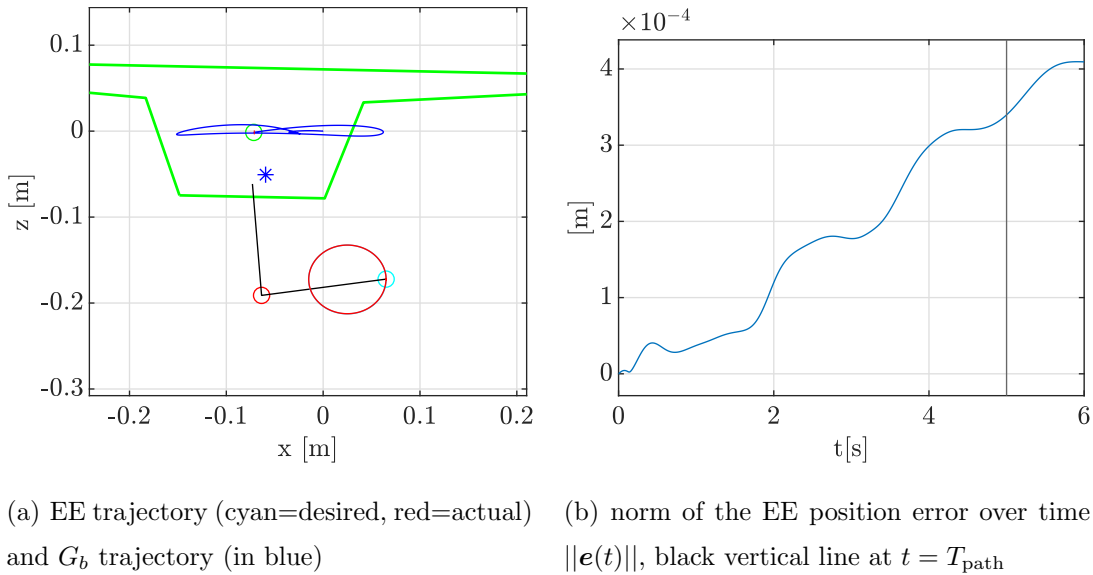 0.1
0
-0.1
-0.2
-0.3
z [m]
-0.2 -0.1 0 0.1 0.2
x [m]
×10⁻⁴
4
3
2
1
0
[m]
0 2 4 6
t[s]
(a) EE trajectory (cyan=desired, red=actual)
and G_b trajectory (in blue)
(b) norm of the EE position error over time
||e(t)||, black vertical line at t = T_path